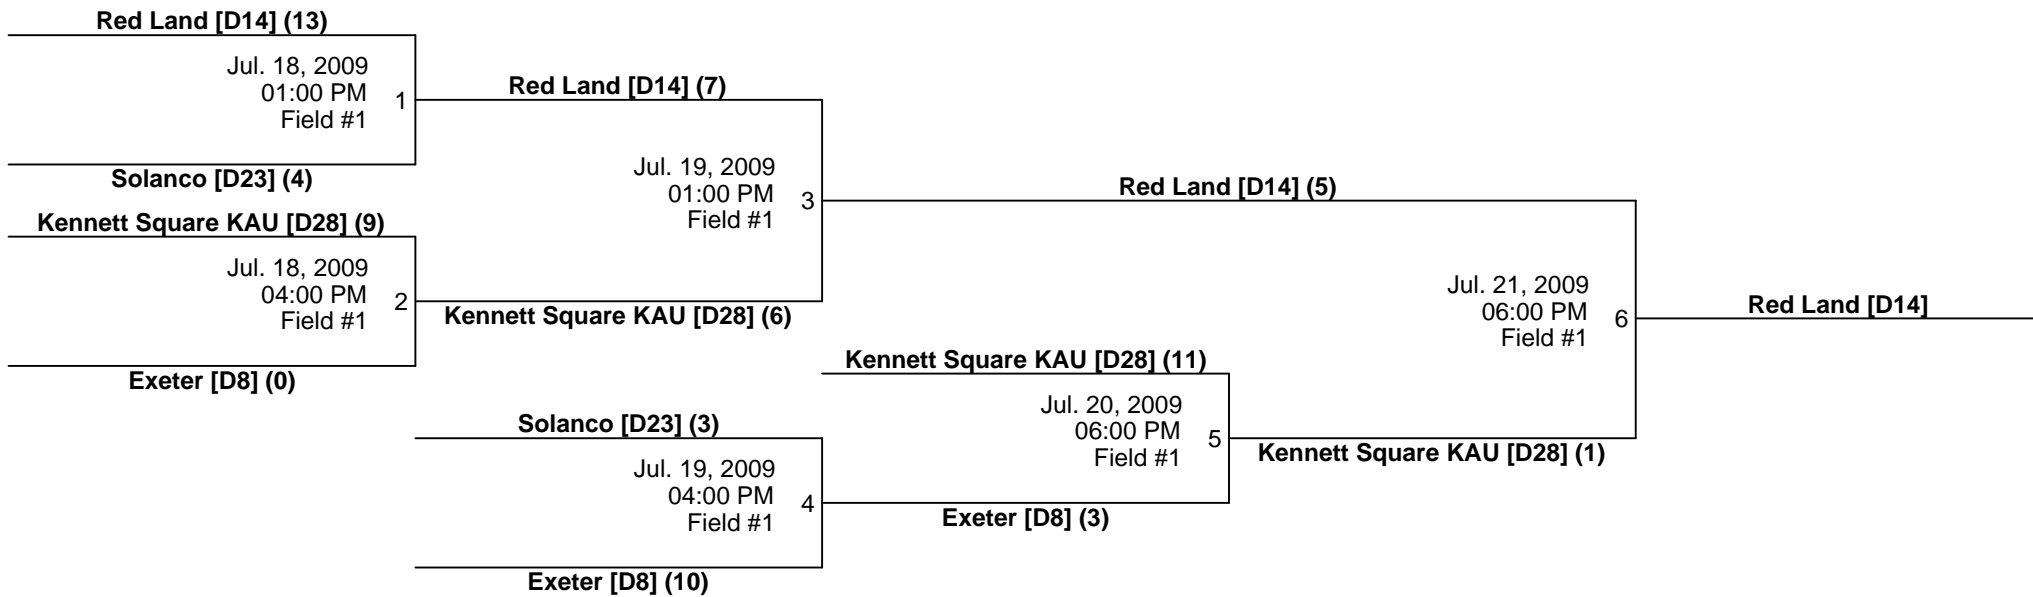 Red Land [D14] (13)
Jul. 18, 2009
01:00 PM
Field #1
1
Solanco [D23] (4)
Kennett Square KAU [D28] (9)
Jul. 18, 2009
04:00 PM
Field #1
2
Exeter [D8] (0)
Red Land [D14] (7)
Jul. 19, 2009
01:00 PM
Field #1
3
Kennett Square KAU [D28] (6)
Solanco [D23] (3)
Jul. 19, 2009
04:00 PM
Field #1
4
Exeter [D8] (10)
Kennett Square KAU [D28] (11)
Jul. 20, 2009
06:00 PM
Field #1
5
Exeter [D8] (3)
Red Land [D14] (5)
Jul. 21, 2009
06:00 PM
Field #1
6
Kennett Square KAU [D28] (1)
Red Land [D14]